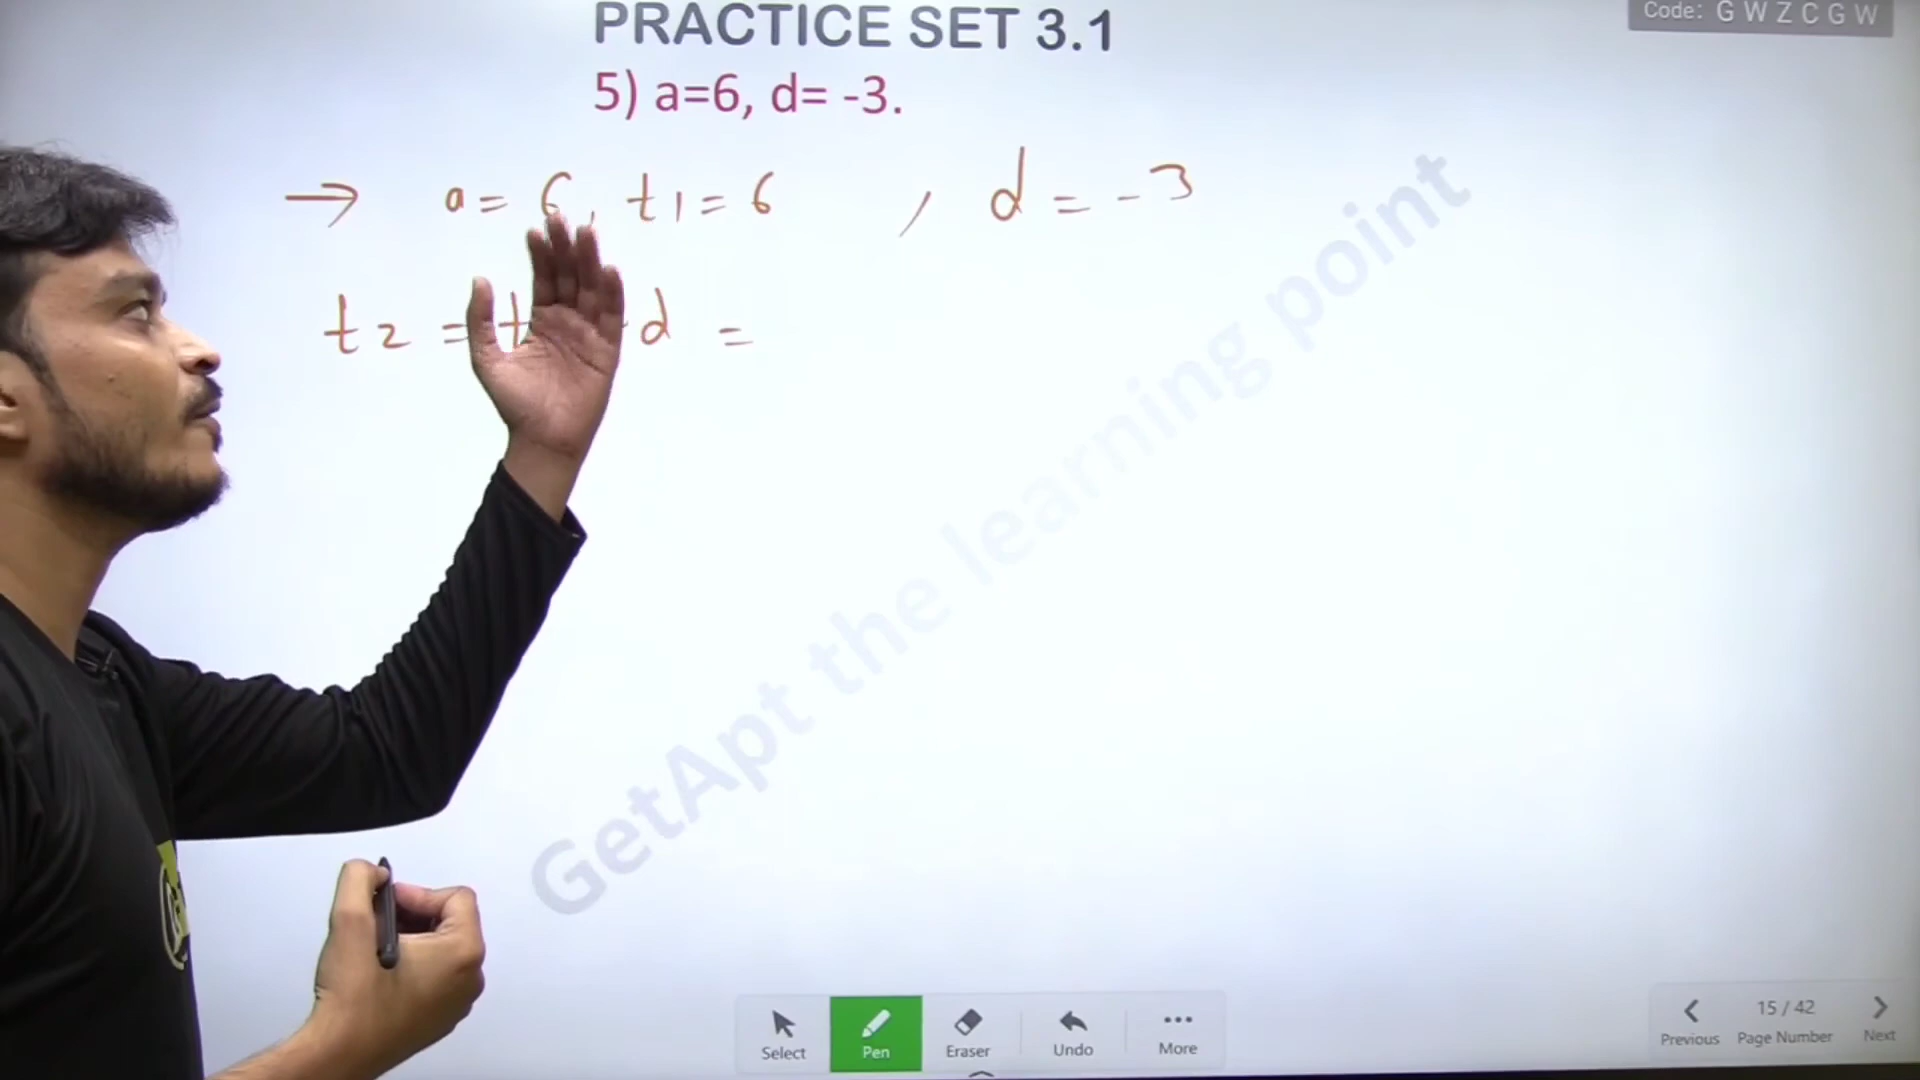 PRACTICE SET 3.1
Code: GWZCGW
5) a=6, d= -3.
→ a = 6, t1 = 6 , d = -3
t2 = t d =
GetApt the learning point
Select
Pen
Eraser
Undo
More
Previous
15 / 42
Page Number
Next